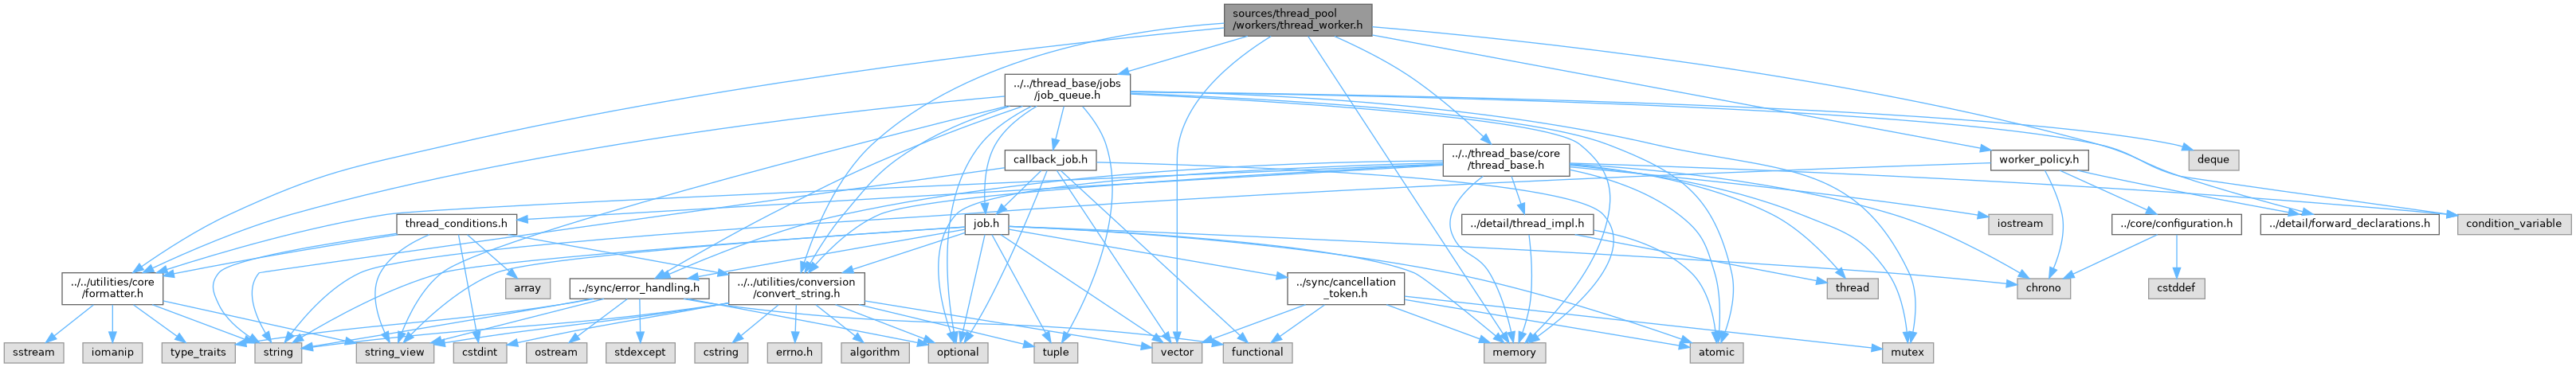 sources/thread_pool
/workers/thread_worker.h
../../thread_base/jobs
/job_queue.h
callback_job.h
../../thread_base/core
/thread_base.h
worker_policy.h
deque
thread_conditions.h
job.h
../detail/thread_impl.h
iostream
../core/configuration.h
../detail/forward_declarations.h
condition_variable
../../utilities/core
/formatter.h
array
../sync/error_handling.h
../../utilities/conversion
/convert_string.h
../sync/cancellation
_token.h
thread
chrono
cstddef
sstream
iomanip
type_traits
string
string_view
cstdint
ostream
stdexcept
cstring
errno.h
algorithm
optional
tuple
vector
functional
memory
atomic
mutex